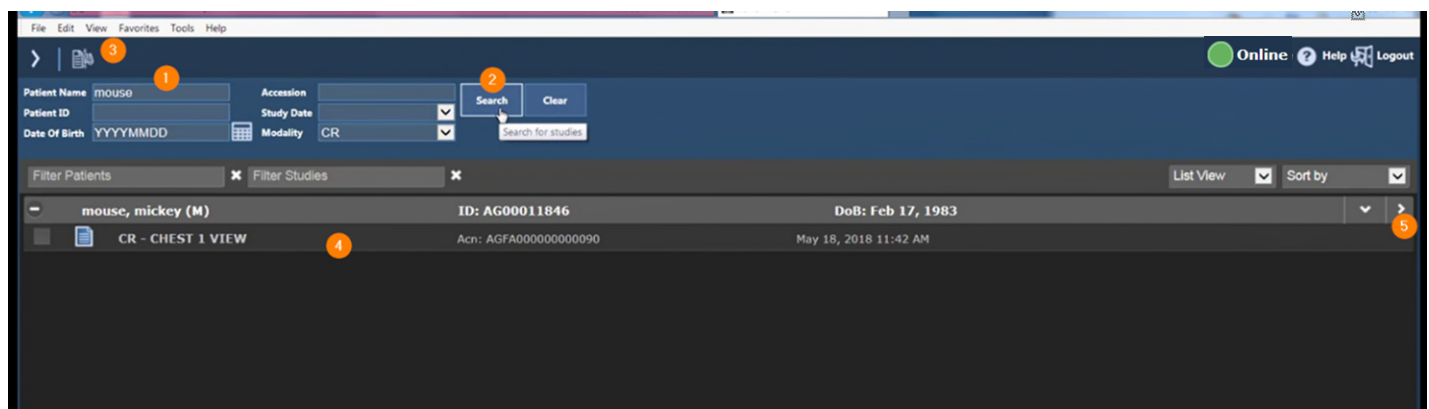 File Edit View Favorites Tools Help
3
Online ? Help Logout
1
2
Patient Name mouse Accession Search Clear
Patient ID Study Date
Date Of Birth YYYYMMDD Modality CR Search for studies
Filter Patients Filter Studies List View Sort by
mouse, mickey (M) ID: AG00011846 DoB: Feb 17, 1983
5
CR - CHEST 1 VIEW 4 Acn: AGFA000000000090 May 18, 2018 11:42 AM